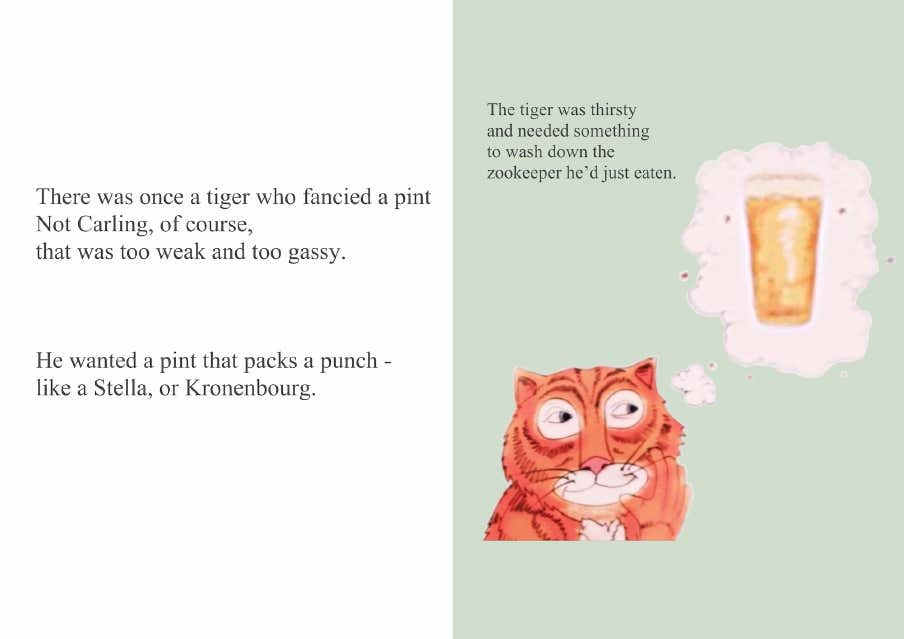 There was once a tiger who fancied a pint
Not Carling, of course,
that was too weak and too gassy.
He wanted a pint that packs a punch -
like a Stella, or Kronenbourg.
The tiger was thirsty
and needed something
to wash down the
zookeeper he’d just eaten.